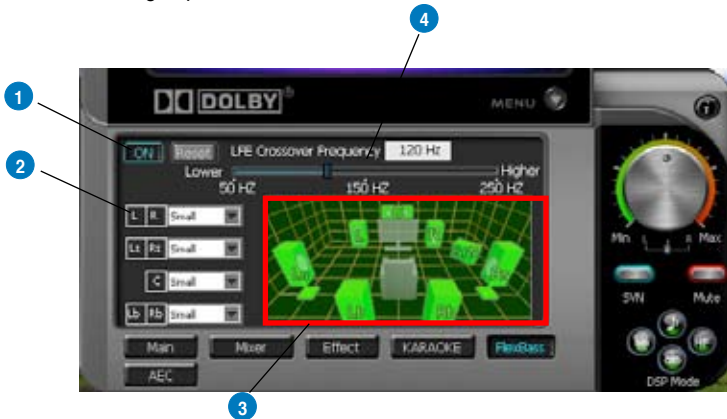 4
1
DOLBY®
MENU
ON Reset LFE Crossover Frequency 120 Hz
2
Lower Higher
50 HZ 150 HZ 250 HZ
L R Small
Ls Rs Small
C Small
Lb Rb Small
Min L R Max
SVN Mute
Main Mixer Effect KARAOKE FlexBass
AEC
DSP Mode
3